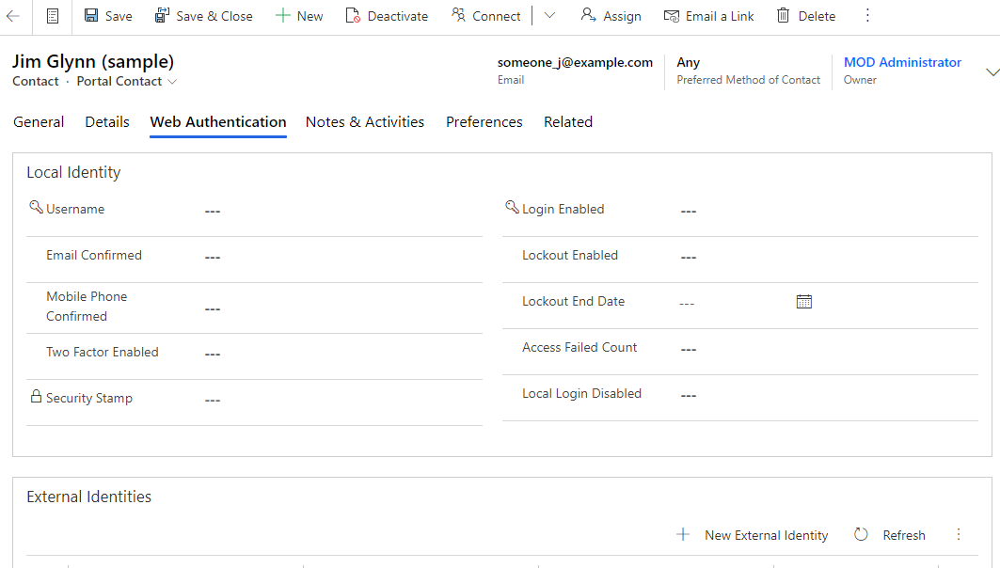 Save Save & Close New Deactivate Connect Assign Email a Link Delete
Jim Glynn (sample)
Contact · Portal Contact
someone_j@example.com
Email
Any
Preferred Method of Contact
MOD Administrator
Owner
General Details Web Authentication Notes & Activities Preferences Related
Local Identity
Username ---
Login Enabled ---
Email Confirmed ---
Lockout Enabled ---
Mobile Phone
Confirmed ---
Lockout End Date ---
Two Factor Enabled ---
Access Failed Count ---
Security Stamp ---
Local Login Disabled ---
External Identities
New External Identity Refresh